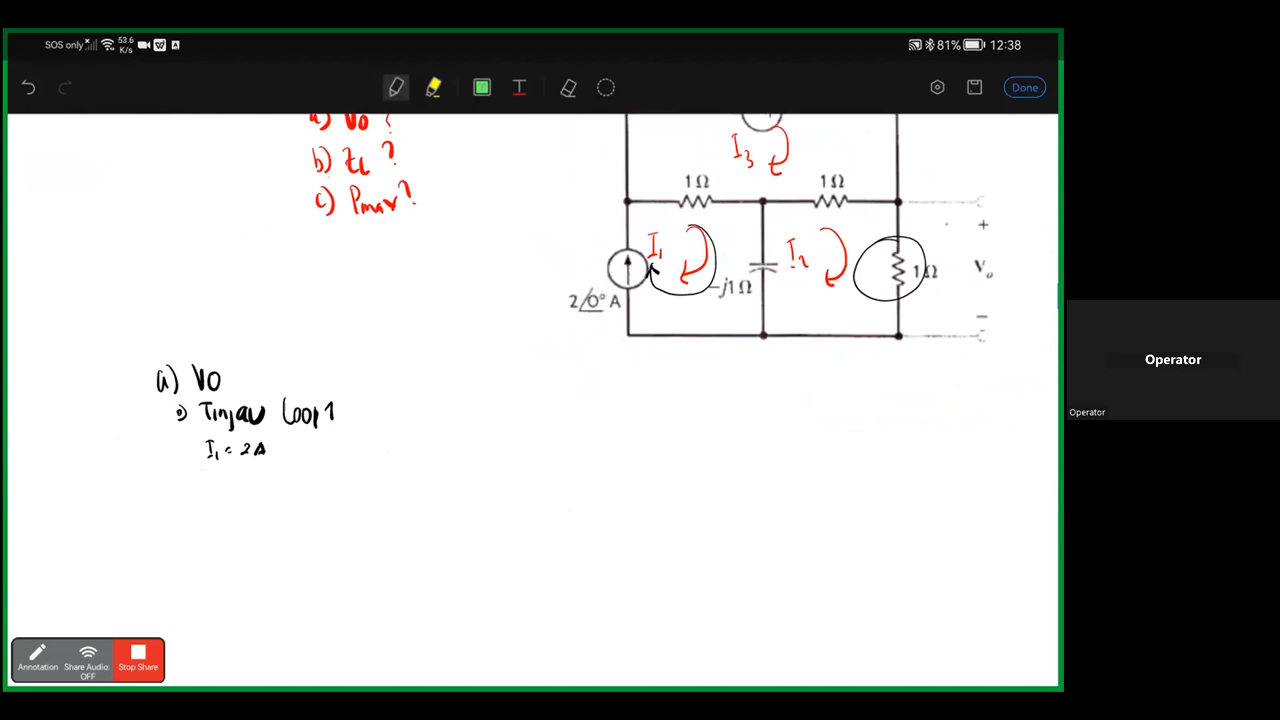 SOS only
53.6
K/s
81%
12:38
Done
a) Vo ?
b) ZL ?
c) Pmax?
I3
1 Ω
1 Ω
+
I1
I2
1 Ω
Vo
-j1 Ω
2/0° A
−
a) Vo
Tinjau Loop 1
I1 = 2 A
Operator
Operator
Annotation
Share Audio:
OFF
Stop Share